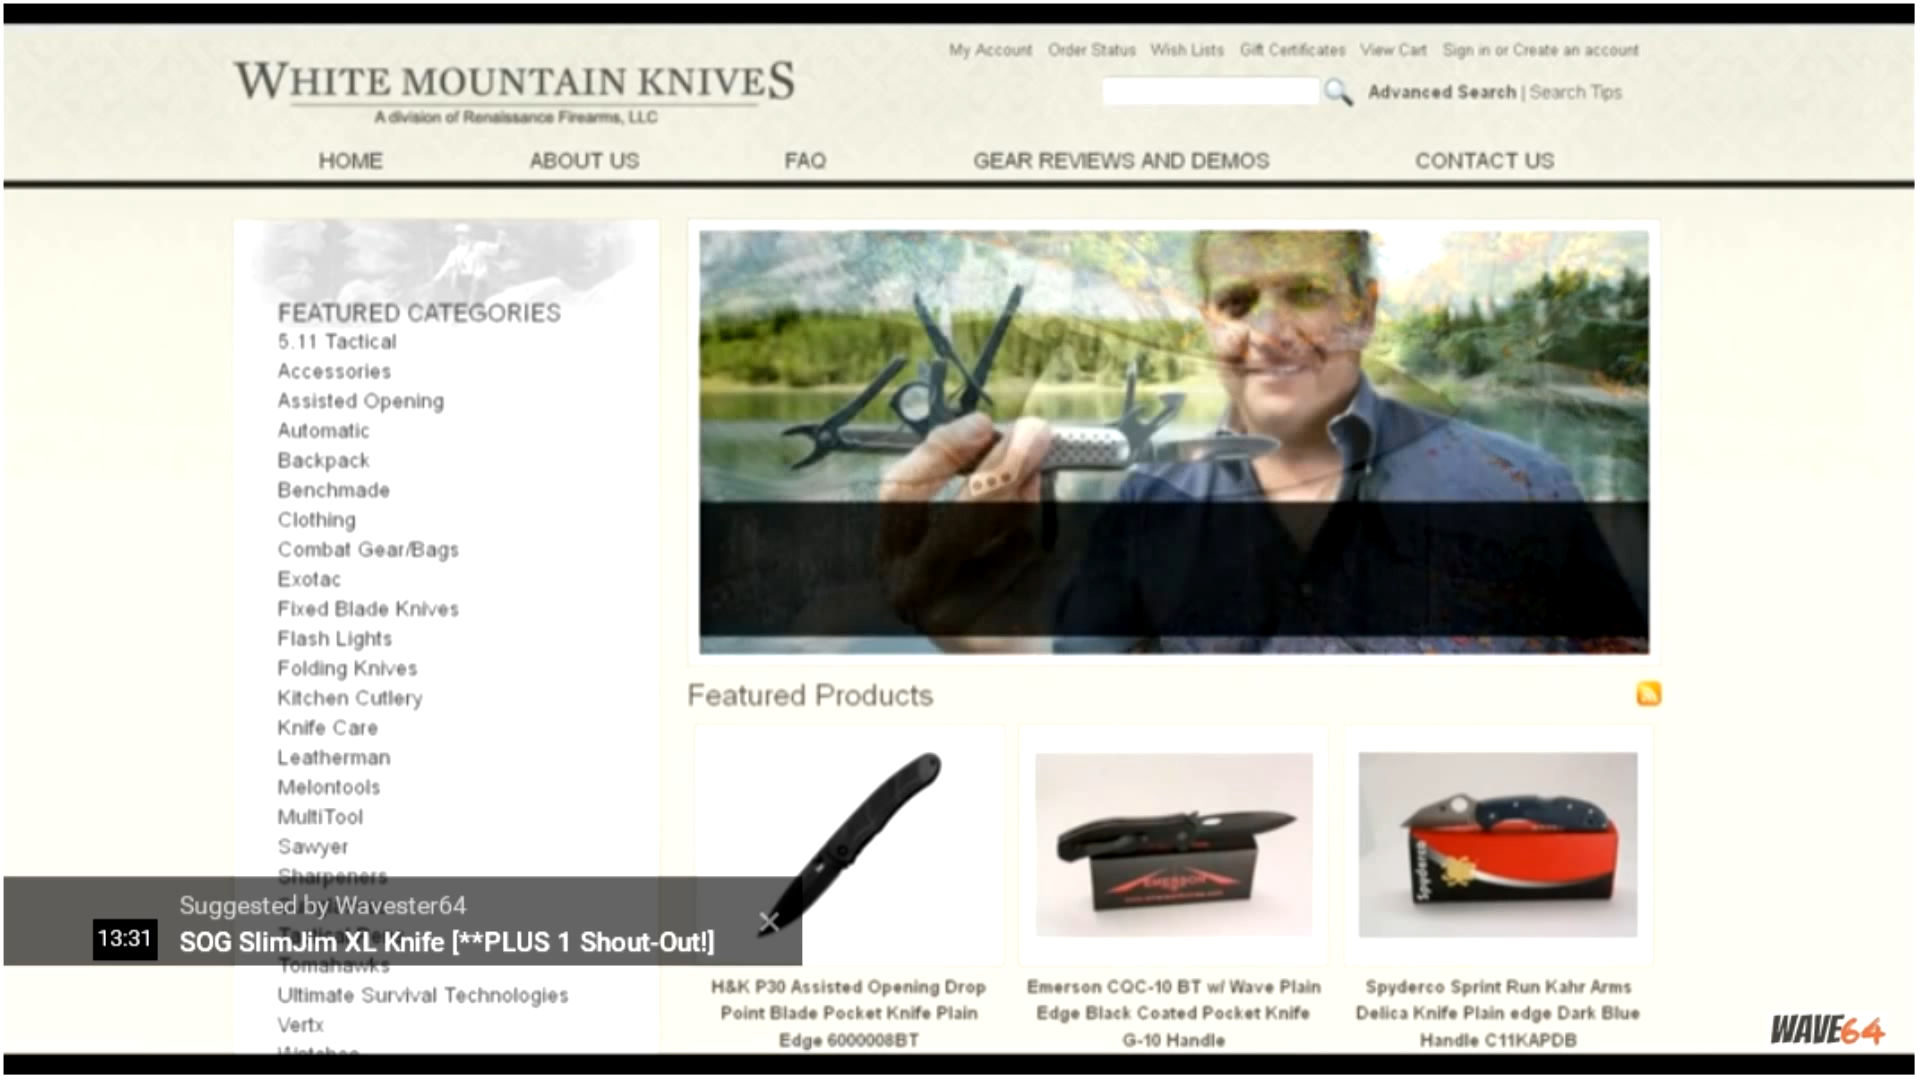 WHITE MOUNTAIN KNIVES
A division of Renaissance Firearms, LLC
My Account Order Status Wish Lists Gift Certificates View Cart Sign in or Create an account
Advanced Search | Search Tips
HOME ABOUT US FAQ GEAR REVIEWS AND DEMOS CONTACT US
FEATURED CATEGORIES
5.11 Tactical
Accessories
Assisted Opening
Automatic
Backpack
Benchmade
Clothing
Combat Gear/Bags
Exotac
Fixed Blade Knives
Flash Lights
Folding Knives
Kitchen Cutlery
Knife Care
Leatherman
Melontools
MultiTool
Sawyer
Sharpeners
Tomahawks
Ultimate Survival Technologies
Vertx
Watches
Suggested by Wavester64
13:31
SOG SlimJim XL Knife [**PLUS 1 Shout-Out!]
Featured Products
EMERSON
Spyderco
H&K P30 Assisted Opening Drop
Point Blade Pocket Knife Plain
Edge 6000008BT
Emerson CQC-10 BT w/ Wave Plain
Edge Black Coated Pocket Knife
G-10 Handle
Spyderco Sprint Run Kahr Arms
Delica Knife Plain edge Dark Blue
Handle C11KAPDB
WAVE64